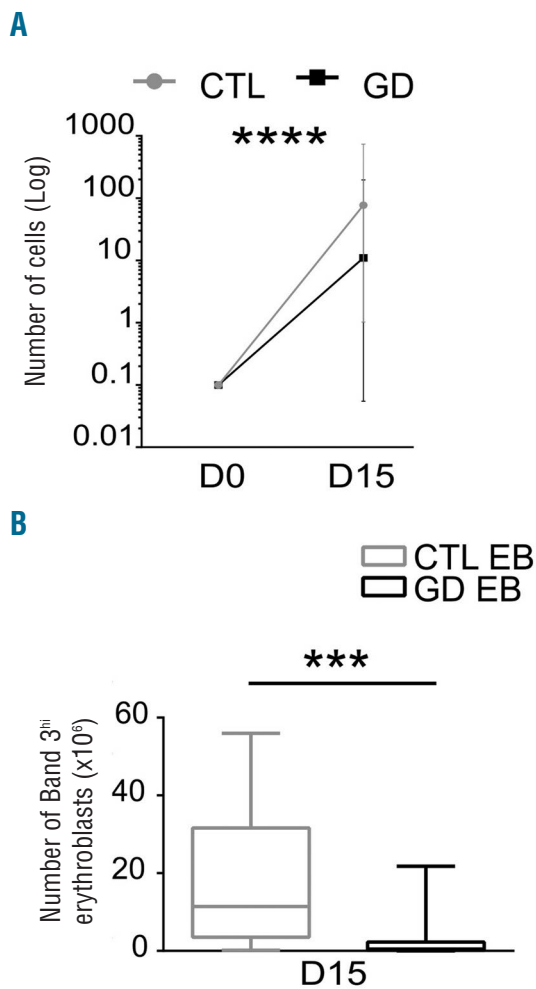 A
CTL GD
1000
****
100
10
1
0.1
0.01
Number of cells (Log)
D0 D15
B
CTL EB
GD EB
***
60
40
20
0
Number of Band 3hi
erythroblasts (x10⁶)
D15